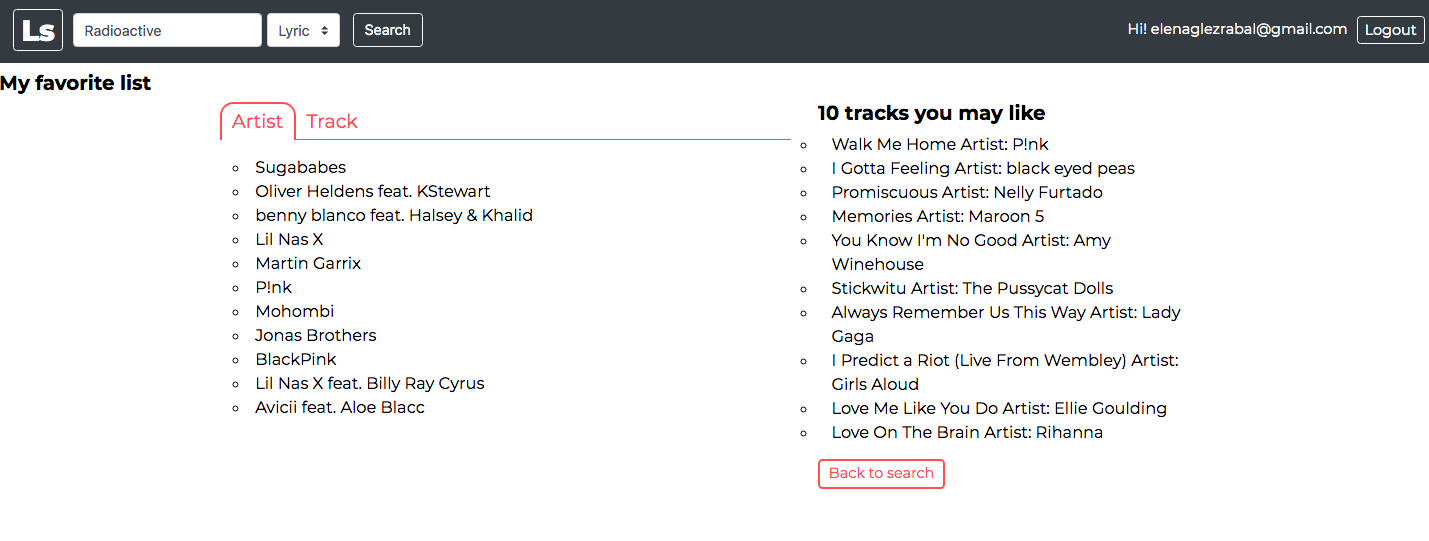 Ls Radioactive Lyric Search Hi! elenaglezrabal@gmail.com Logout
My favorite list
Artist Track
Sugababes
Oliver Heldens feat. KStewart
benny blanco feat. Halsey & Khalid
Lil Nas X
Martin Garrix
P!nk
Mohombi
Jonas Brothers
BlackPink
Lil Nas X feat. Billy Ray Cyrus
Avicii feat. Aloe Blacc
10 tracks you may like
Walk Me Home Artist: P!nk
I Gotta Feeling Artist: black eyed peas
Promiscuous Artist: Nelly Furtado
Memories Artist: Maroon 5
You Know I'm No Good Artist: Amy
Winehouse
Stickwitu Artist: The Pussycat Dolls
Always Remember Us This Way Artist: Lady
Gaga
I Predict a Riot (Live From Wembley) Artist:
Girls Aloud
Love Me Like You Do Artist: Ellie Goulding
Love On The Brain Artist: Rihanna
Back to search